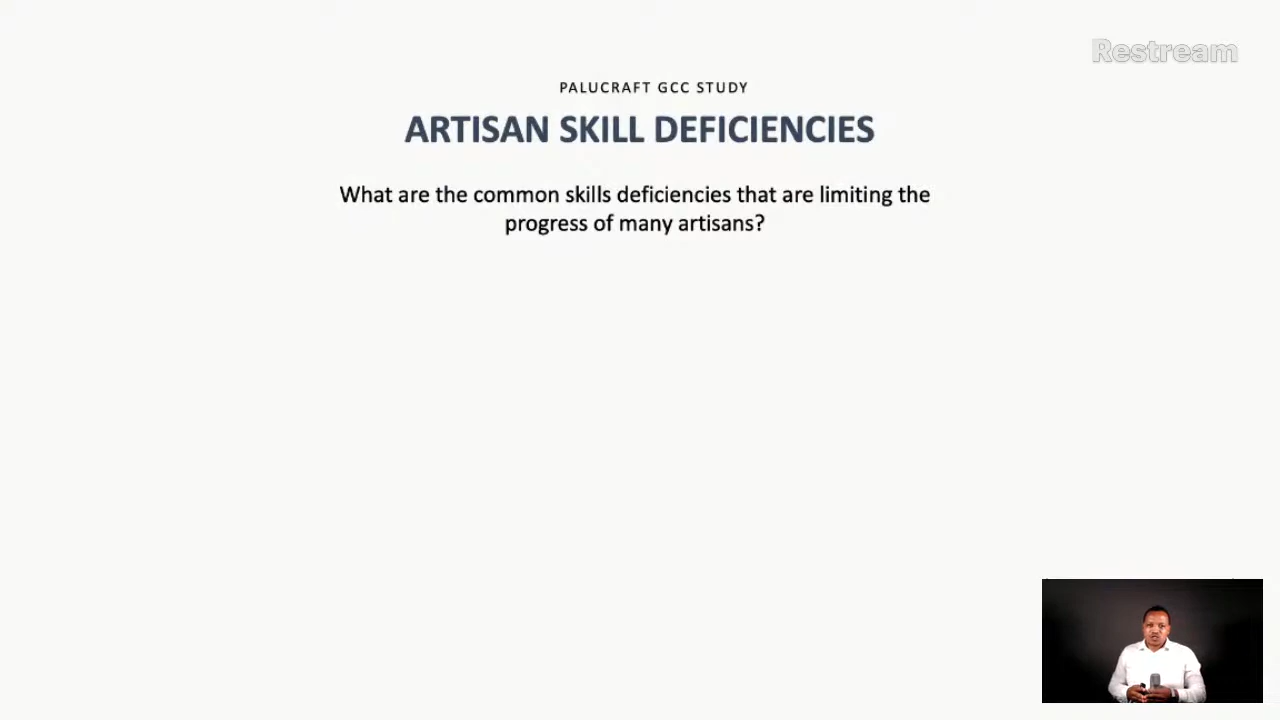 Restream
PALUCRAFT GCC STUDY
ARTISAN SKILL DEFICIENCIES
What are the common skills deficiencies that are limiting the
progress of many artisans?